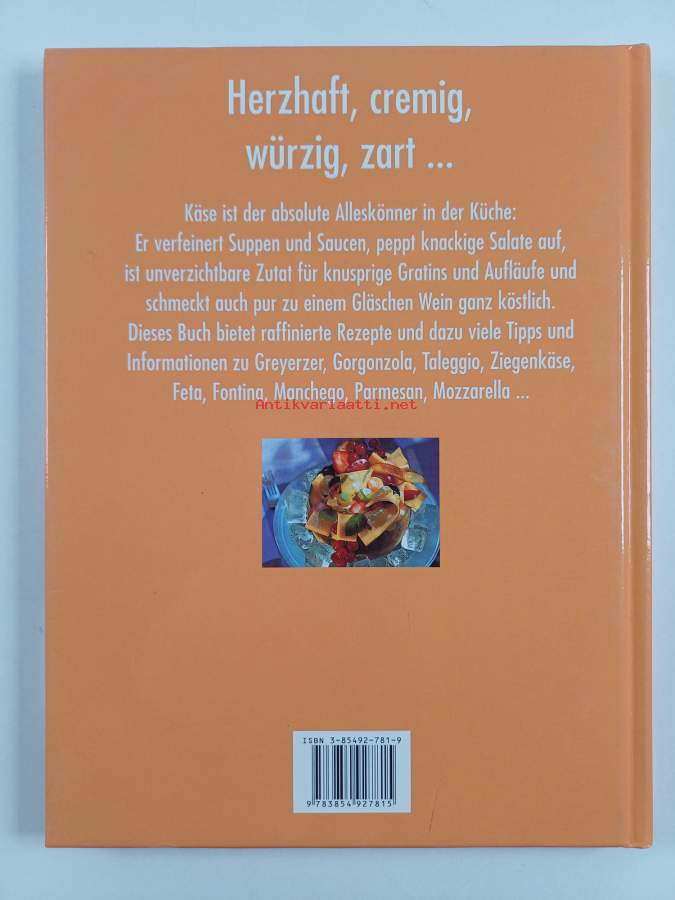 Herzhaft, cremig,
würzig, zart ...
Käse ist der absolute Alleskönner in der Küche:
Er verfeinert Suppen und Saucen, peppt knackige Salate auf,
ist unverzichtbare Zutat für knusprige Gratins und Aufläufe und
schmeckt auch pur zu einem Gläschen Wein ganz köstlich.
Dieses Buch bietet raffinierte Rezepte und dazu viele Tipps und
Informationen zu Greyerzer, Gorgonzola, Taleggio, Ziegenkäse,
Feta, Fontina, Manchego, Parmesan, Mozzarella ...
Antikvariaatti.net
ISBN 3-85492-781-9
9 783854 927815